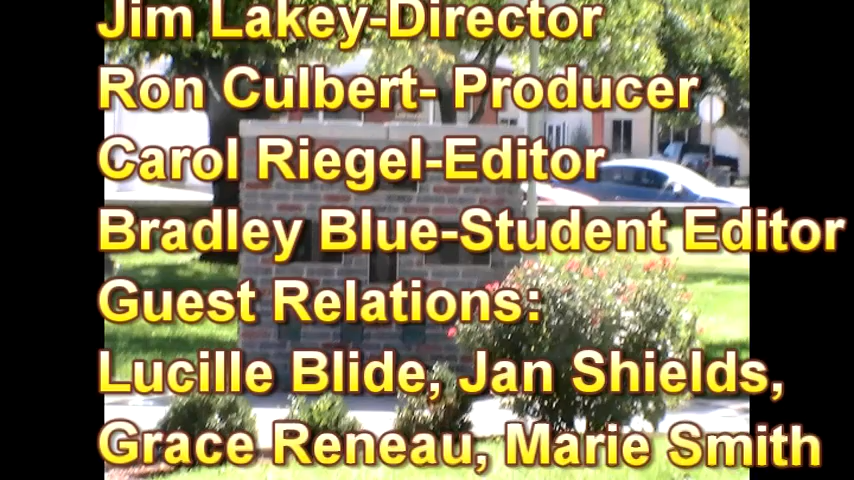 Jim Lakey-Director
Ron Culbert- Producer
Carol Riegel-Editor
Bradley Blue-Student Editor
Guest Relations:
Lucille Blide, Jan Shields,
Grace Reneau, Marie Smith